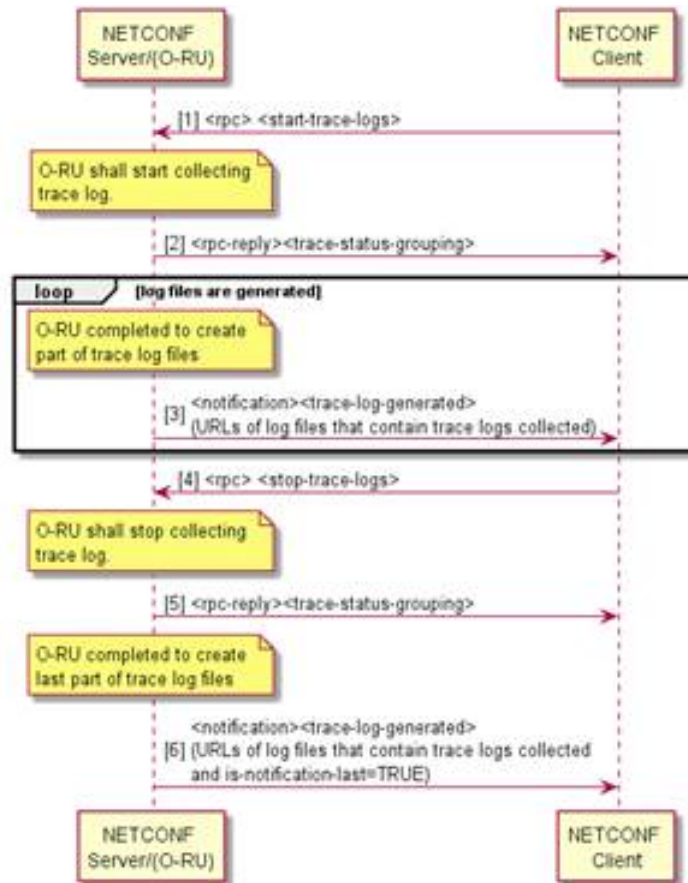 NETCONF
Server/(O-RU)
NETCONF
Client
[1] <rpc> <start-trace-logs>
O-RU shall start collecting
trace log.
[2] <rpc-reply><trace-status-grouping>
loop [log files are generated]
O-RU completed to create
part of trace log files
<notification><trace-log-generated>
[3] (URLs of log files that contain trace logs collected)
[4] <rpc> <stop-trace-logs>
O-RU shall stop collecting
trace log.
[5] <rpc-reply><trace-status-grouping>
O-RU completed to create
last part of trace log files
<notification><trace-log-generated>
[6] (URLs of log files that contain trace logs collected
and is-notification-last=TRUE)
NETCONF
Server/(O-RU)
NETCONF
Client